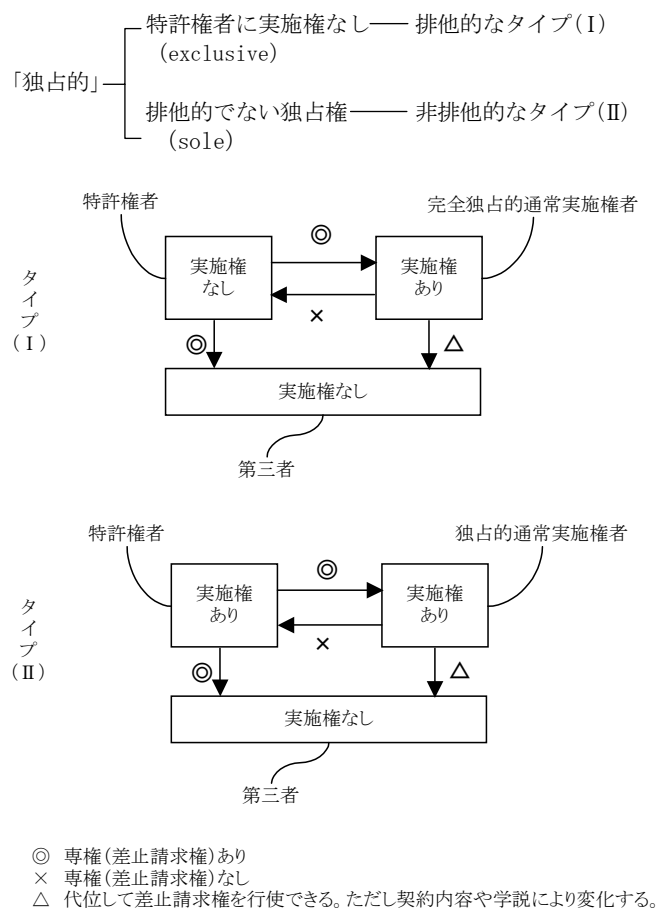 特許権者に実施権なし 排他的なタイプ(Ⅰ)
(exclusive)
「独占的」
排他的でない独占権 非排他的なタイプ(Ⅱ)
(sole)
特許権者
完全独占的通常実施権者
タイプ(Ⅰ)
実施権
なし
◎
×
実施権
あり
◎
△
実施権なし
第三者
特許権者
独占的通常実施権者
タイプ(Ⅱ)
実施権
あり
◎
×
実施権
あり
◎
△
実施権なし
第三者
◎ 専権(差止請求権)あり
× 専権(差止請求権)なし
△ 代位して差止請求権を行使できる。ただし契約内容や学説により変化する。